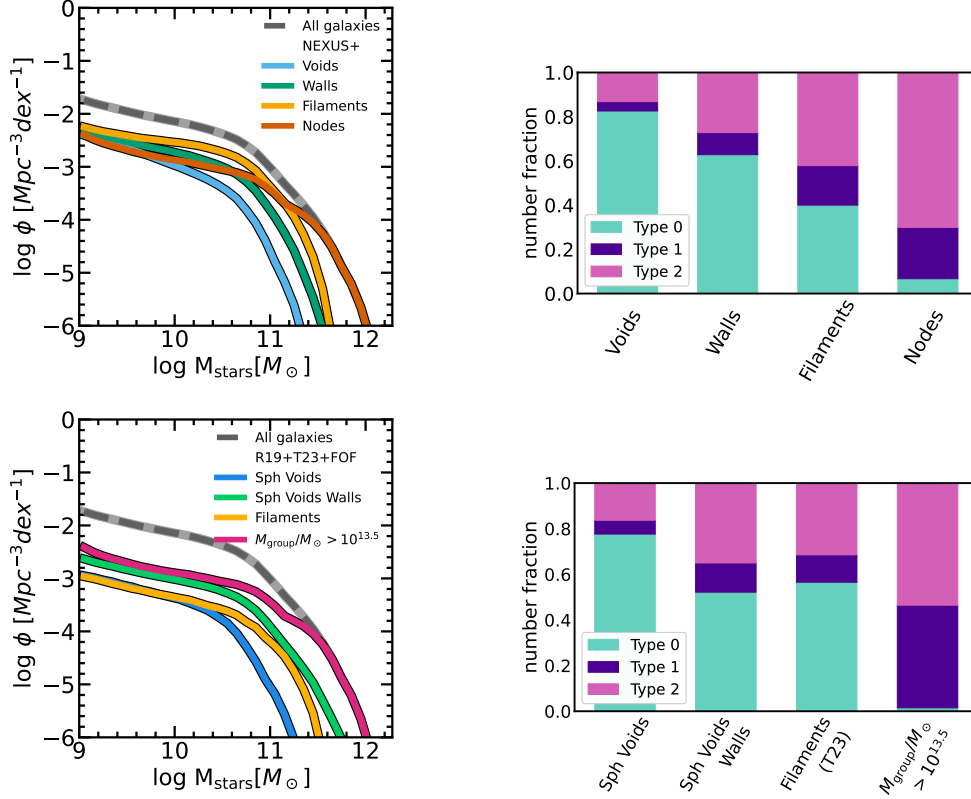 0
−1
−2
−3
−4
−5
−6
9
10
11
12
log ϕ [Mpc⁻³dex⁻¹]
log M_stars[M_⊙]
All galaxies
NEXUS+
Voids
Walls
Filaments
Nodes
1.0
0.8
0.6
0.4
0.2
0.0
number fraction
Type 0
Type 1
Type 2
Voids
Walls
Filaments
Nodes
0
−1
−2
−3
−4
−5
−6
9
10
11
12
log ϕ [Mpc⁻³dex⁻¹]
log M_stars[M_⊙]
All galaxies
R19+T23+FOF
Sph Voids
Sph Voids Walls
Filaments
M_group/M_⊙ > 10^13.5
1.0
0.8
0.6
0.4
0.2
0.0
number fraction
Type 0
Type 1
Type 2
Sph Voids
Sph Voids
Walls
Filaments
(T23)
M_group/M_⊙
> 10^13.5